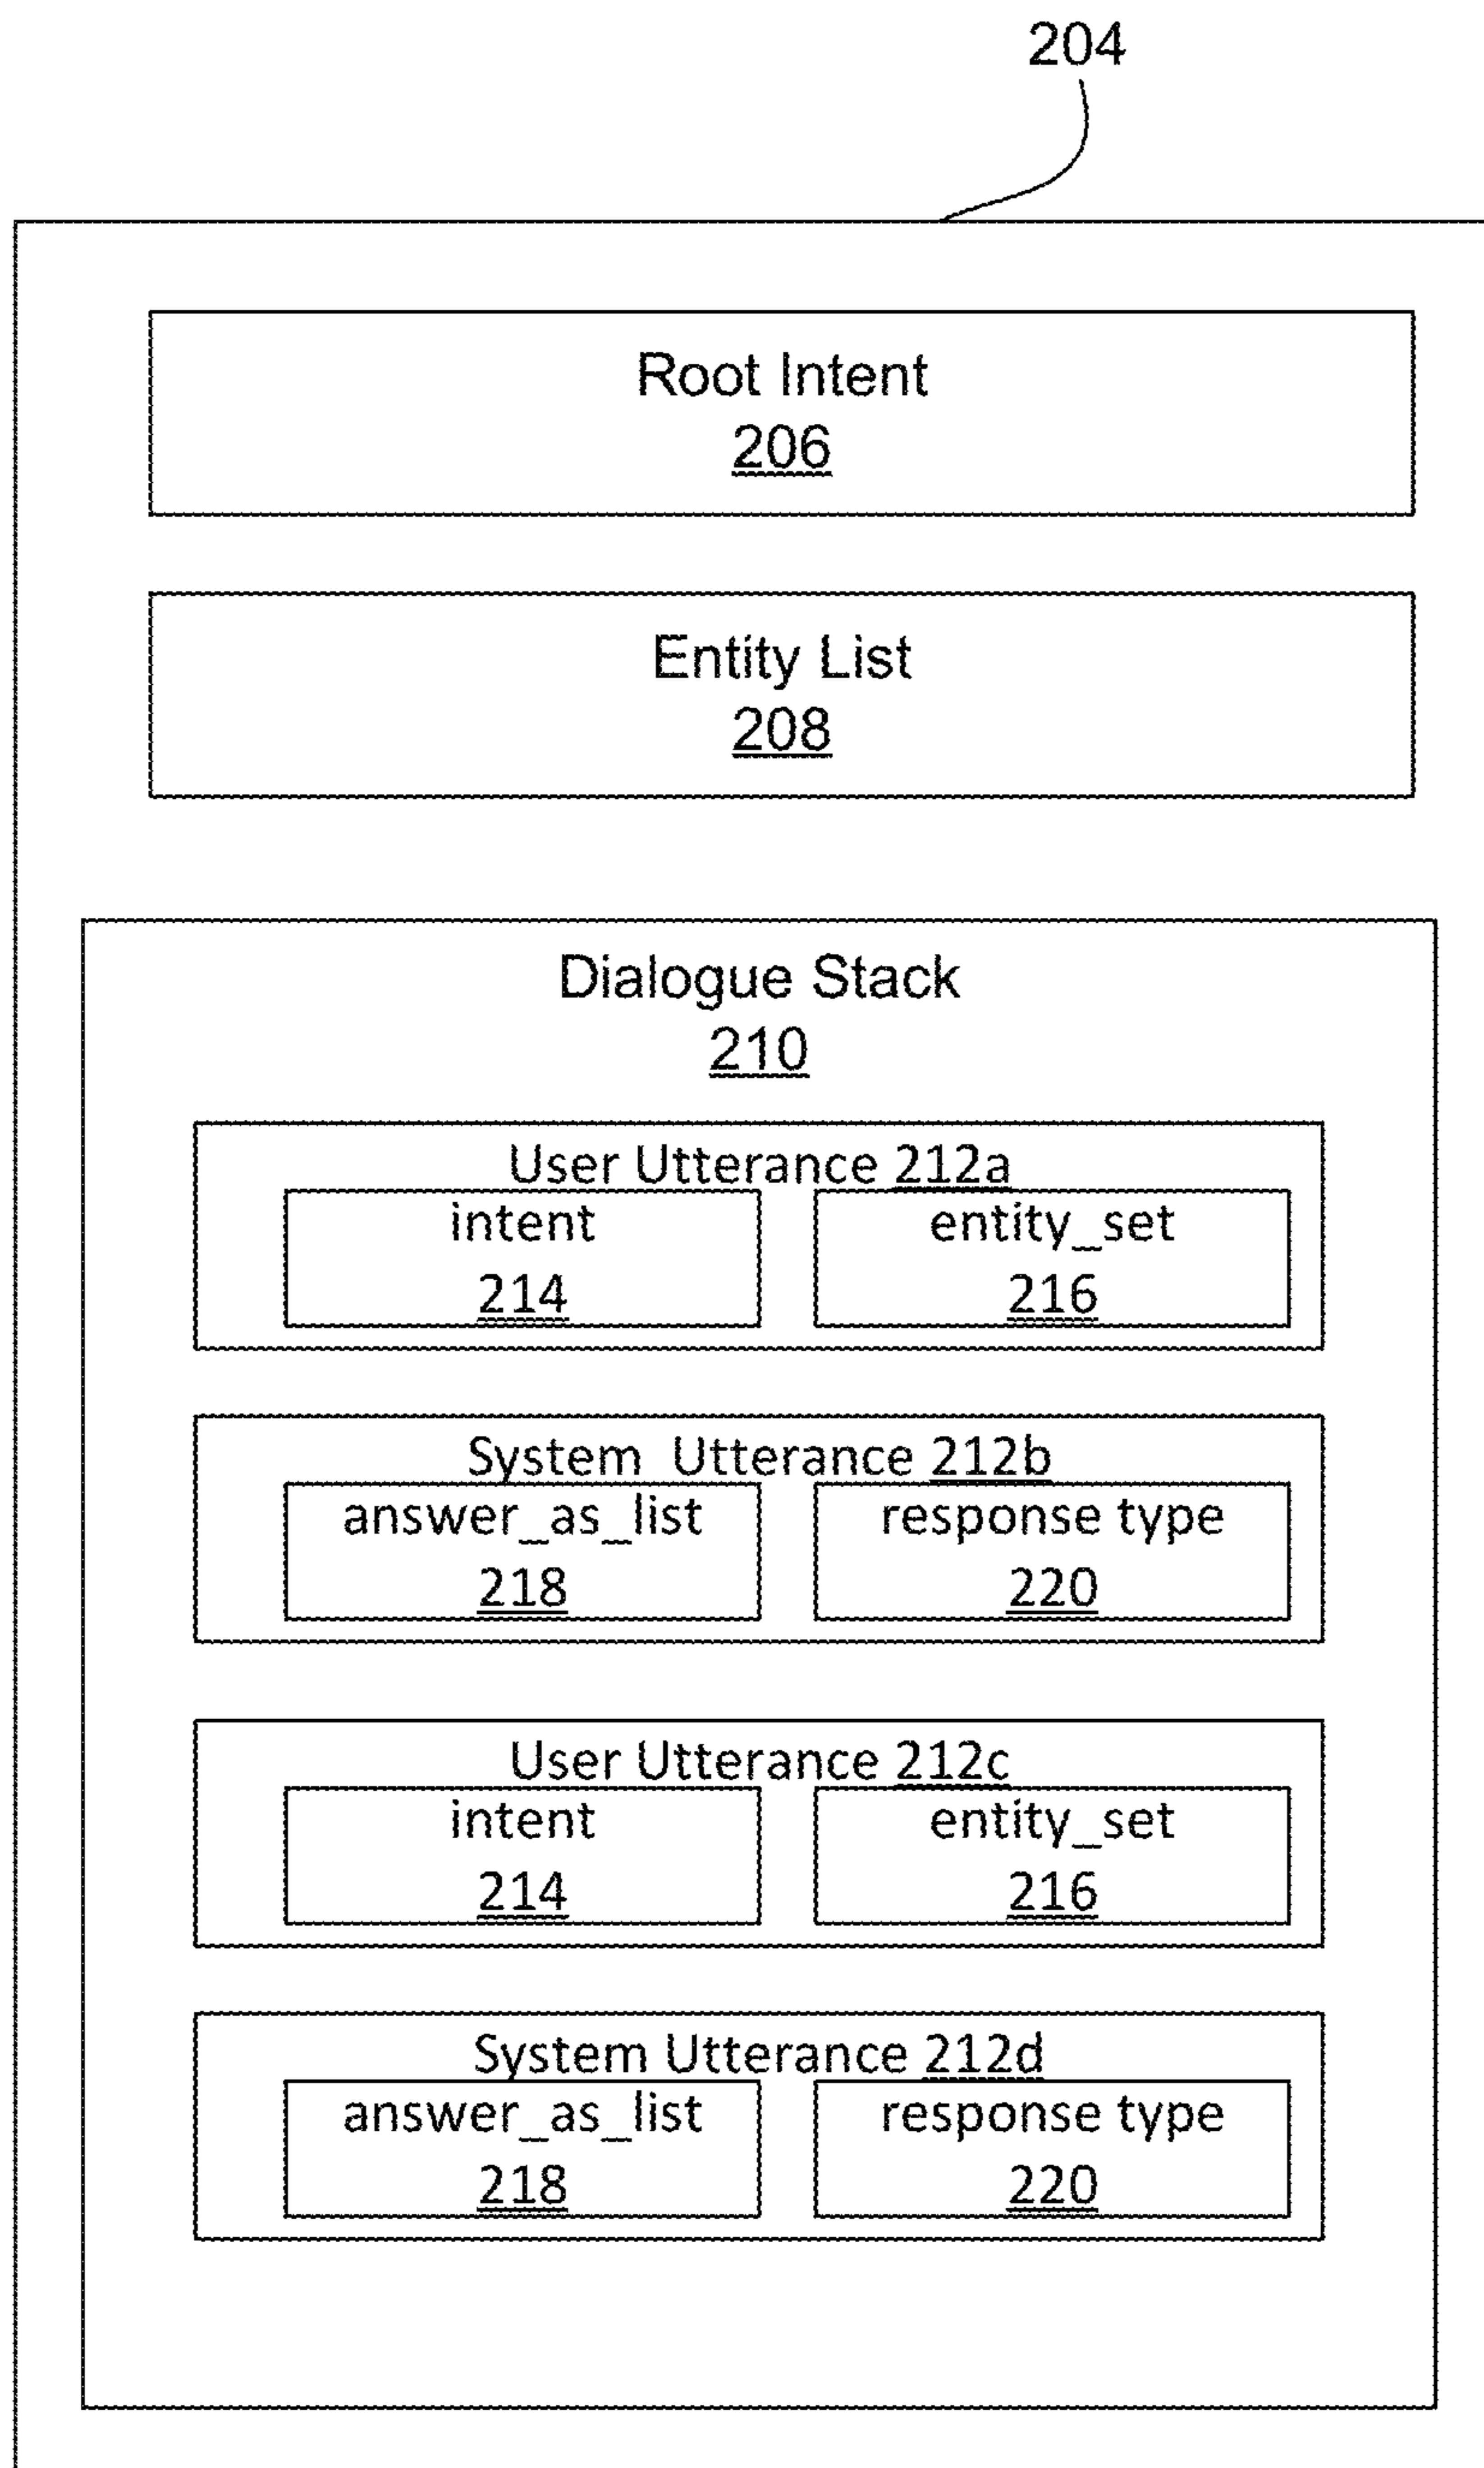 204
Root Intent
206
Entity List
208
Dialogue Stack
210
User Utterance 212a
intent entity_set
214 216
System Utterance 212b
answer_as_list response type
218 220
User Utterance 212c
intent entity_set
214 216
System Utterance 212d
answer_as_list response type
218 220